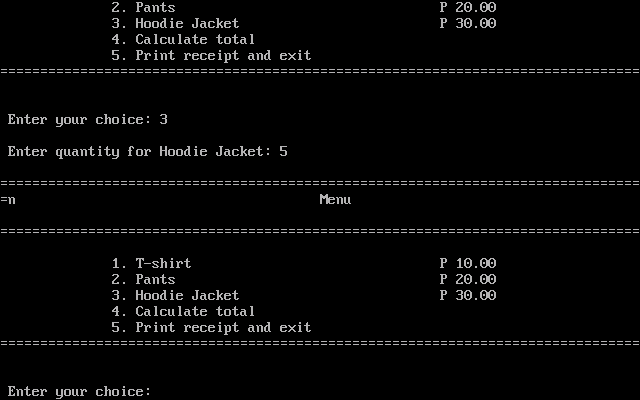 2. Pants P 20.00
3. Hoodie Jacket P 30.00
4. Calculate total
5. Print receipt and exit
================================================================================
Enter your choice: 3
Enter quantity for Hoodie Jacket: 5
================================================================================
=n Menu
================================================================================
1. T-shirt P 10.00
2. Pants P 20.00
3. Hoodie Jacket P 30.00
4. Calculate total
5. Print receipt and exit
================================================================================
Enter your choice: